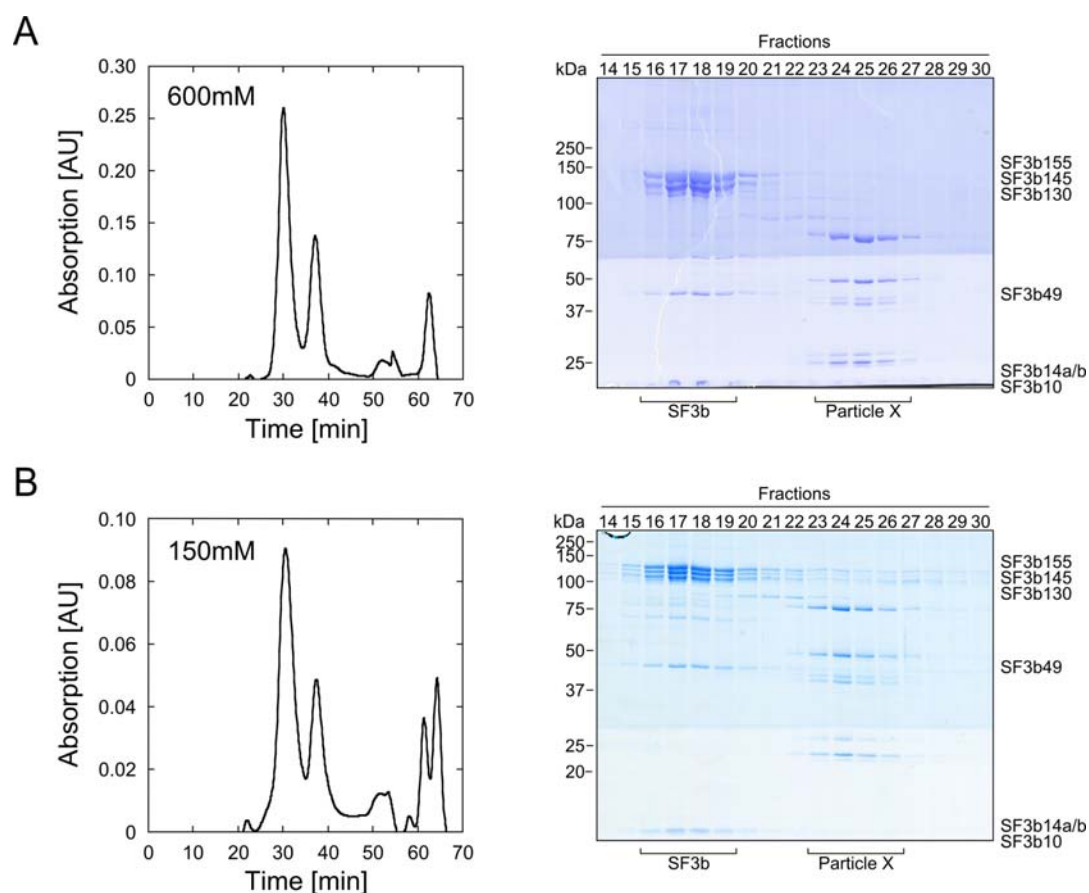 A
600mM
0.30
0.25
0.20
0.15
0.10
0.05
0
0 10 20 30 40 50 60 70
Absorption [AU]
Time [min]
Fractions
kDa 14 15 16 17 18 19 20 21 22 23 24 25 26 27 28 29 30
250
150
100
75
50
37
25
SF3b155
SF3b145
SF3b130
SF3b49
SF3b14a/b
SF3b10
SF3b Particle X
B
150mM
0.10
0.08
0.06
0.04
0.02
0
0 10 20 30 40 50 60 70
Absorption [AU]
Time [min]
Fractions
kDa 14 15 16 17 18 19 20 21 22 23 24 25 26 27 28 29 30
250
150
100
75
50
37
25
20
SF3b155
SF3b145
SF3b130
SF3b49
SF3b14a/b
SF3b10
SF3b Particle X